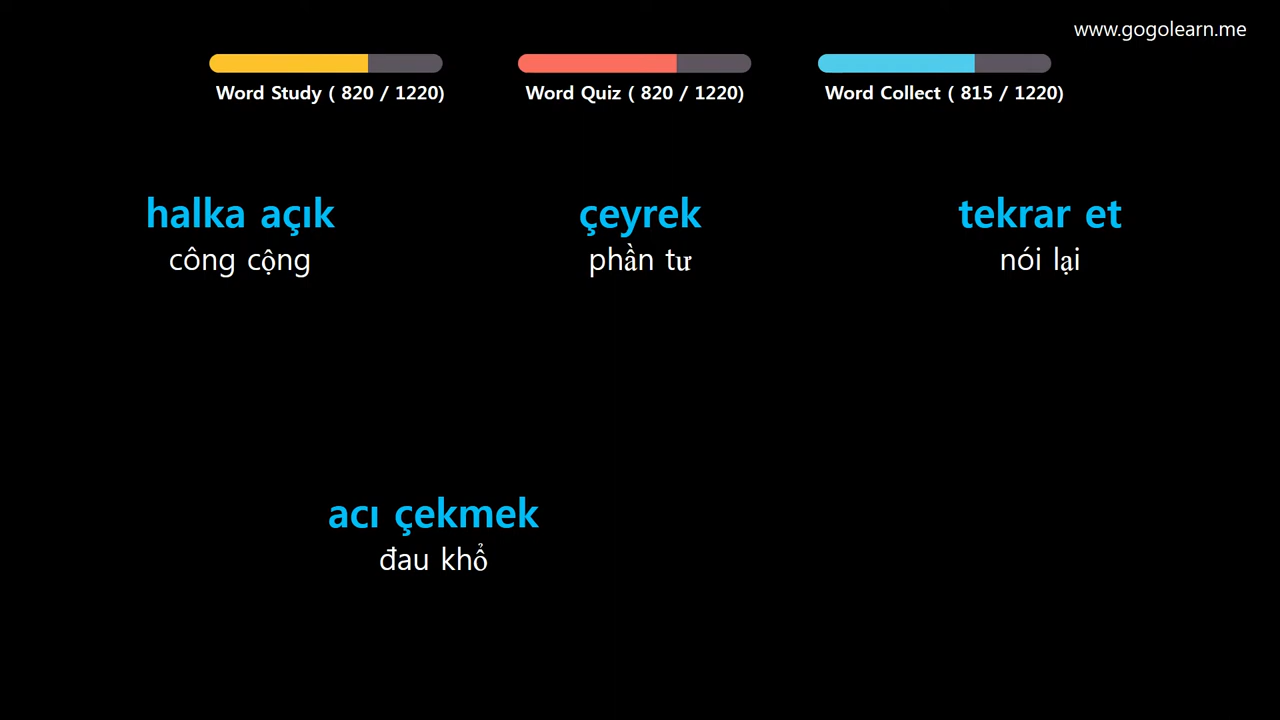 www.gogolearn.me
Word Study ( 820 / 1220)
Word Quiz ( 820 / 1220)
Word Collect ( 815 / 1220)
halka açık
công cộng
çeyrek
phần tư
tekrar et
nói lại
acı çekmek
đau khổ